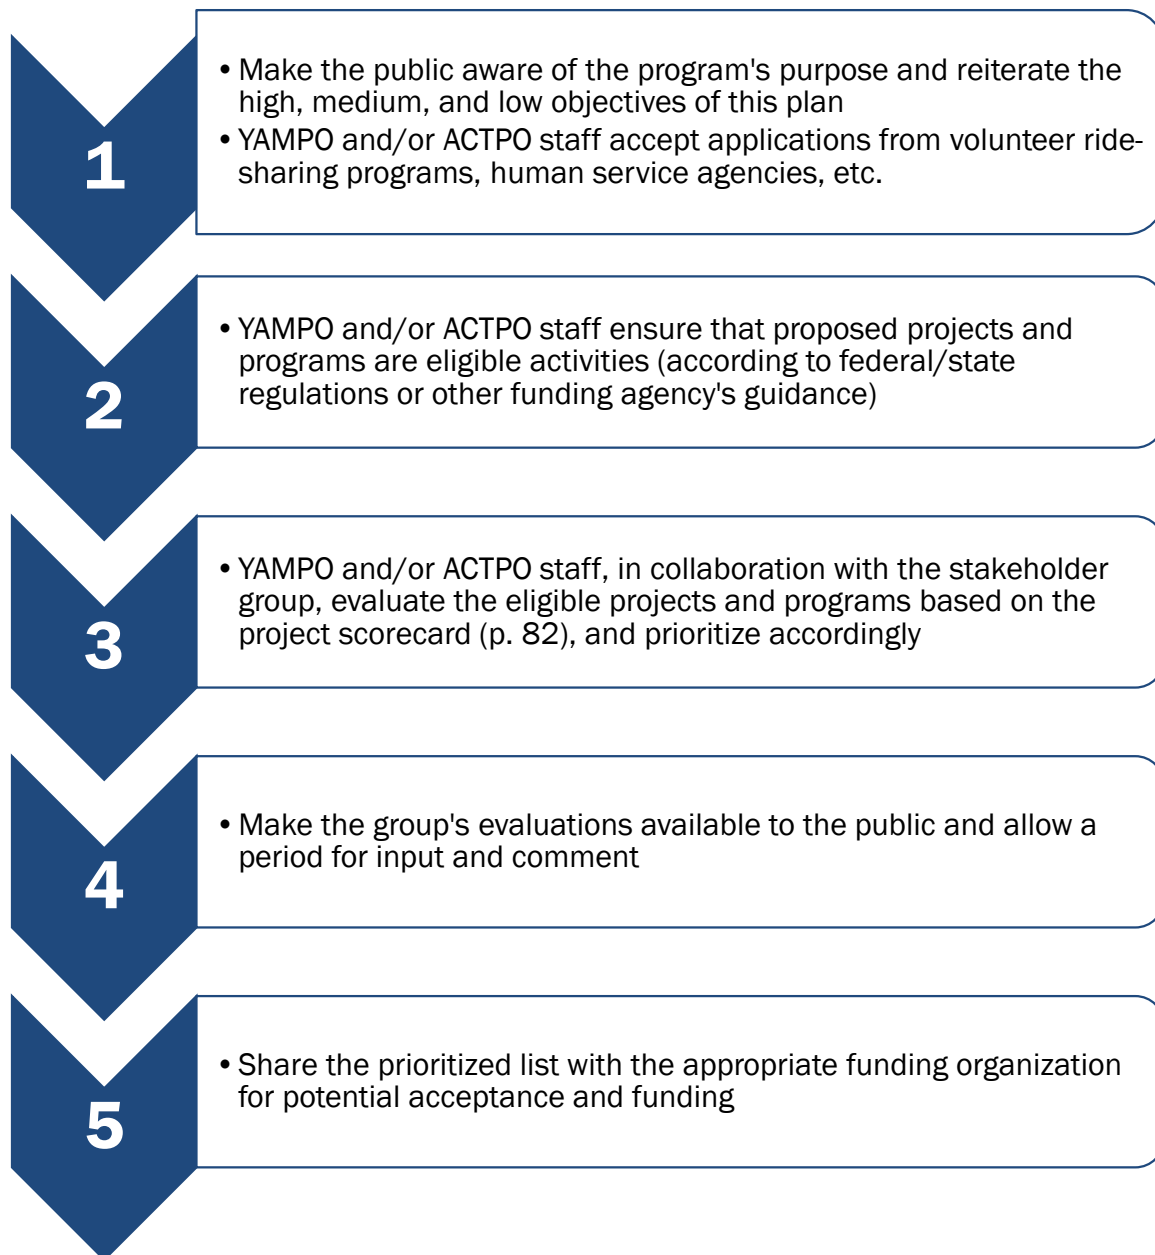 1
• Make the public aware of the program's purpose and reiterate the
high, medium, and low objectives of this plan
• YAMPO and/or ACTPO staff accept applications from volunteer ride-
sharing programs, human service agencies, etc.
2
• YAMPO and/or ACTPO staff ensure that proposed projects and
programs are eligible activities (according to federal/state
regulations or other funding agency's guidance)
3
• YAMPO and/or ACTPO staff, in collaboration with the stakeholder
group, evaluate the eligible projects and programs based on the
project scorecard (p. 82), and prioritize accordingly
4
• Make the group's evaluations available to the public and allow a
period for input and comment
5
• Share the prioritized list with the appropriate funding organization
for potential acceptance and funding